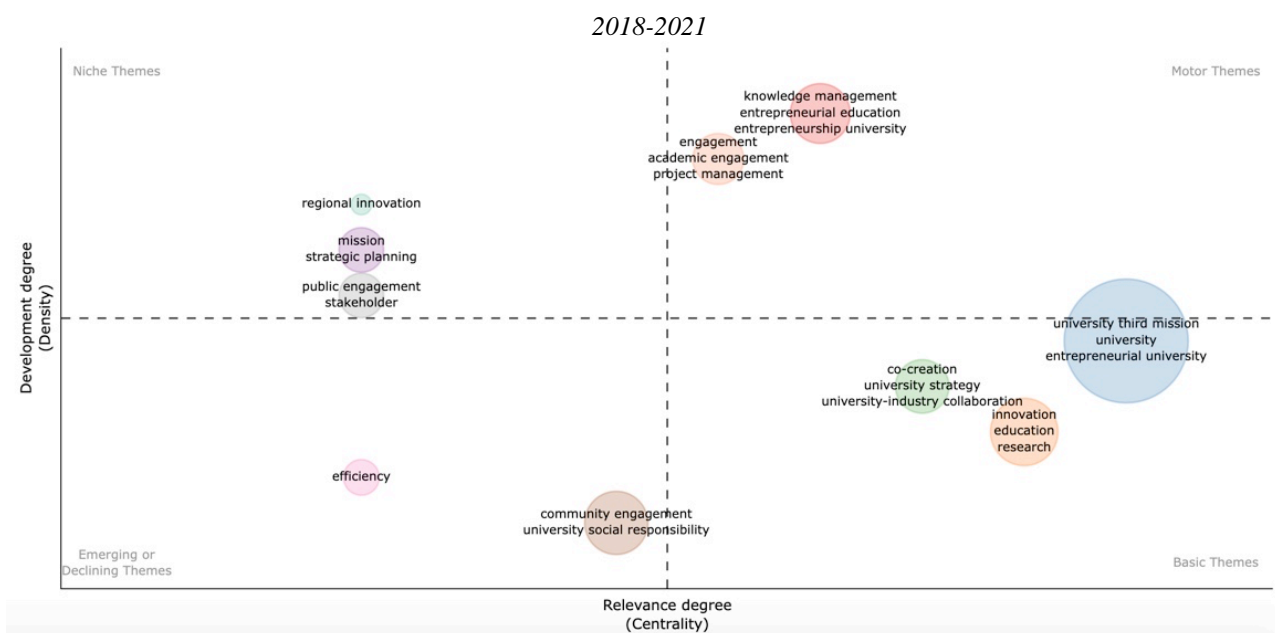 2018-2021
Niche Themes
Motor Themes
knowledge management
entrepreneurial education
entrepreneurship university
engagement
academic engagement
project management
regional innovation
mission
strategic planning
public engagement
stakeholder
university third mission
university
entrepreneurial university
co-creation
university strategy
university-industry collaboration
innovation
education
research
efficiency
community engagement
university social responsibility
Emerging or
Declining Themes
Basic Themes
Development degree
(Density)
Relevance degree
(Centrality)